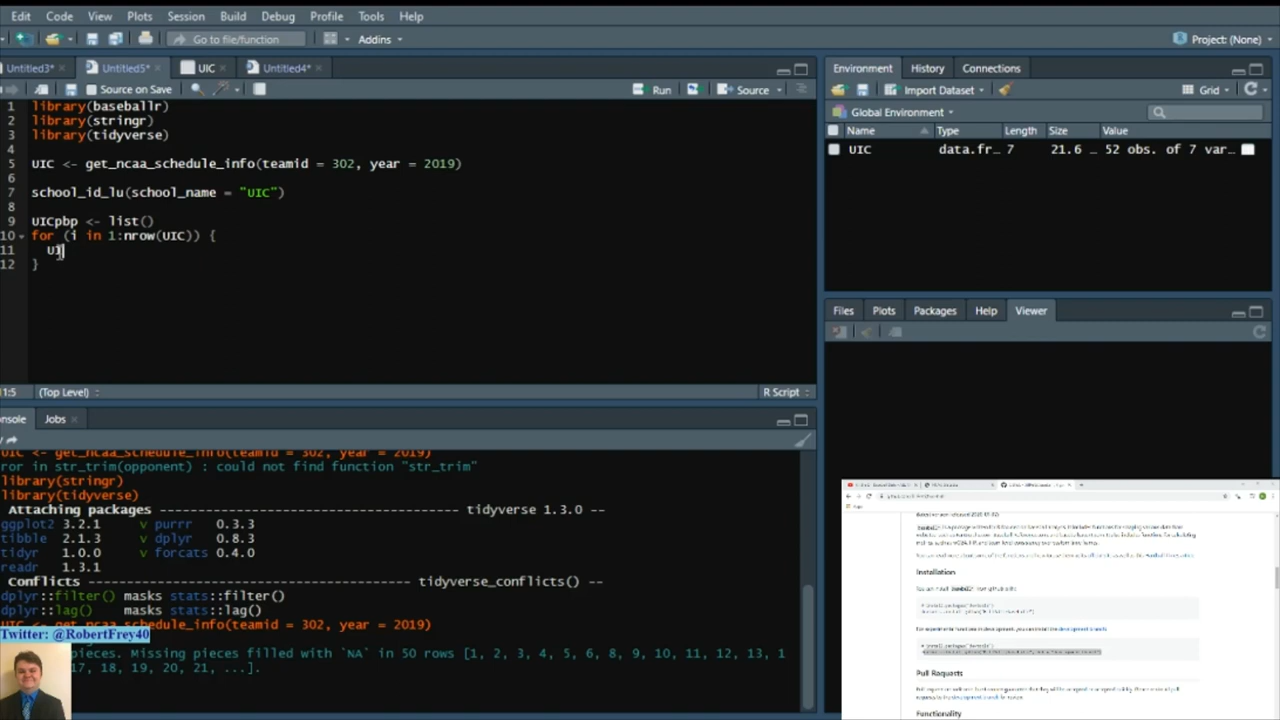 Edit Code View Plots Session Build Debug Profile Tools Help
Go to file/function Addins Project: (None)
Untitled3* Untitled5* UIC Untitled4*
Source on Save Run Source
1 library(baseballr)
2 library(stringr)
3 library(tidyverse)
4
5 UIC <- get_ncaa_schedule_info(teamid = 302, year = 2019)
6
7 school_id_lu(school_name = "UIC")
8
9 UICpbp <- list()
10 for (i in 1:nrow(UIC)) {
11 UI
12 }
1:5 (Top Level) R Script
Environment History Connections
Import Dataset Grid
Global Environment
Name Type Length Size Value
UIC data.fr… 7 21.6 … 52 obs. of 7 var…
Files Plots Packages Help Viewer
onsole Jobs
UIC <- get_ncaa_schedule_info(teamid = 302, year = 2019)
ror in str_trim(opponent) : could not find function "str_trim"
library(stringr)
library(tidyverse)
Attaching packages --------------------------------------- tidyverse 1.3.0 --
ggplot2 3.2.1 v purrr 0.3.3
tibble 2.1.3 v dplyr
tidyr 1.0.0 v forcats 0.4.0
readr 1.3.1
Conflicts ------------------------------------------ tidyverse_conflicts() --
dplyr::filter() masks stats::filter()
dplyr::lag() masks stats::lag()
UIC <- get_ncaa_schedule_info(teamid = 302, year = 2019)
Twitter: @RobertFrey40
pieces. Missing pieces filled with `NA` in 50 rows [1, 2, 3, 4, 5, 6, 8, 9, 10, 11, 12, 13, 1
17, 18, 19, 20, 21, ...].
Installation
Pull Requests
Functionality